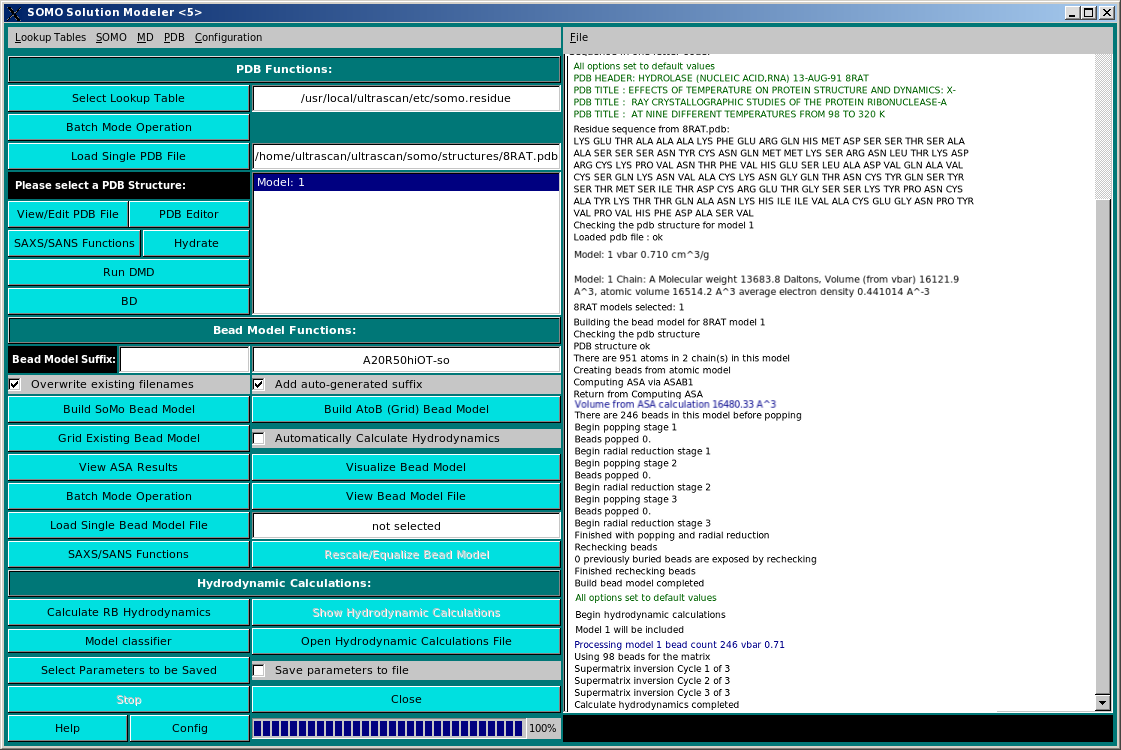 SOMO Solution Modeler <5>
Lookup Tables SOMO MD PDB Configuration
PDB Functions:
Select Lookup Table
/usr/local/ultrascan/etc/somo.residue
Batch Mode Operation
Load Single PDB File
/home/ultrascan/ultrascan/somo/structures/8RAT.pdb
Please select a PDB Structure:
Model: 1
View/Edit PDB File
PDB Editor
SAXS/SANS Functions
Hydrate
Run DMD
BD
Bead Model Functions:
Bead Model Suffix:
A20R50hiOT-so
Overwrite existing filenames
Add auto-generated suffix
Build SoMo Bead Model
Build AtoB (Grid) Bead Model
Grid Existing Bead Model
Automatically Calculate Hydrodynamics
View ASA Results
Visualize Bead Model
Batch Mode Operation
View Bead Model File
Load Single Bead Model File
not selected
SAXS/SANS Functions
Rescale/Equalize Bead Model
Hydrodynamic Calculations:
Calculate RB Hydrodynamics
Show Hydrodynamic Calculations
Model classifier
Open Hydrodynamic Calculations File
Select Parameters to be Saved
Save parameters to file
Stop
Close
Help
Config
100%
File
All options set to default values
PDB HEADER: HYDROLASE (NUCLEIC ACID,RNA) 13-AUG-91 8RAT
PDB TITLE : EFFECTS OF TEMPERATURE ON PROTEIN STRUCTURE AND DYNAMICS: X-
PDB TITLE : RAY CRYSTALLOGRAPHIC STUDIES OF THE PROTEIN RIBONUCLEASE-A
PDB TITLE : AT NINE DIFFERENT TEMPERATURES FROM 98 TO 320 K
Residue sequence from 8RAT.pdb:
LYS GLU THR ALA ALA ALA LYS PHE GLU ARG GLN HIS MET ASP SER SER THR SER ALA
ALA SER SER SER ASN TYR CYS ASN GLN MET MET LYS SER ARG ASN LEU THR LYS ASP
ARG CYS LYS PRO VAL ASN THR PHE VAL HIS GLU SER LEU ALA ASP VAL GLN ALA VAL
CYS SER GLN LYS ASN VAL ALA CYS LYS ASN GLY GLN THR ASN CYS TYR GLN SER TYR
SER THR MET SER ILE THR ASP CYS ARG GLU THR GLY SER SER LYS TYR PRO ASN CYS
ALA TYR LYS THR THR GLN ALA ASN LYS HIS ILE ILE VAL ALA CYS GLU GLY ASN PRO TYR
VAL PRO VAL HIS PHE ASP ALA SER VAL
Checking the pdb structure for model 1
Loaded pdb file : ok
Model: 1 vbar 0.710 cm^3/g
Model: 1 Chain: A Molecular weight 13683.8 Daltons, Volume (from vbar) 16121.9
A^3, atomic volume 16514.2 A^3 average electron density 0.441014 A^-3
8RAT models selected: 1
Building the bead model for 8RAT model 1
Checking the pdb structure
PDB structure ok
There are 951 atoms in 2 chain(s) in this model
Creating beads from atomic model
Computing ASA via ASAB1
Return from Computing ASA
Volume from ASA calculation 16480.33 A^3
There are 246 beads in this model before popping
Begin popping stage 1
Beads popped 0.
Begin radial reduction stage 1
Begin popping stage 2
Beads popped 0.
Begin radial reduction stage 2
Begin popping stage 3
Beads popped 0.
Begin radial reduction stage 3
Finished with popping and radial reduction
Rechecking beads
0 previously buried beads are exposed by rechecking
Finished rechecking beads
Build bead model completed
All options set to default values
Begin hydrodynamic calculations
Model 1 will be included
Processing model 1 bead count 246 vbar 0.71
Using 98 beads for the matrix
Supermatrix inversion Cycle 1 of 3
Supermatrix inversion Cycle 2 of 3
Supermatrix inversion Cycle 3 of 3
Calculate hydrodynamics completed